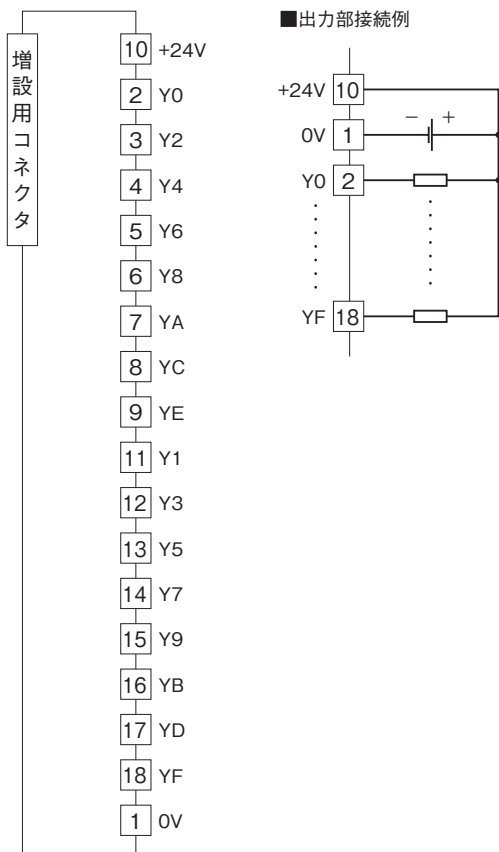 増設用コネクタ
10 +24V
2 Y0
3 Y2
4 Y4
5 Y6
6 Y8
7 YA
8 YC
9 YE
11 Y1
12 Y3
13 Y5
14 Y7
15 Y9
16 YB
17 YD
18 YF
1 0V
■出力部接続例
+24V 10
0V 1 − +
Y0 2
YF 18